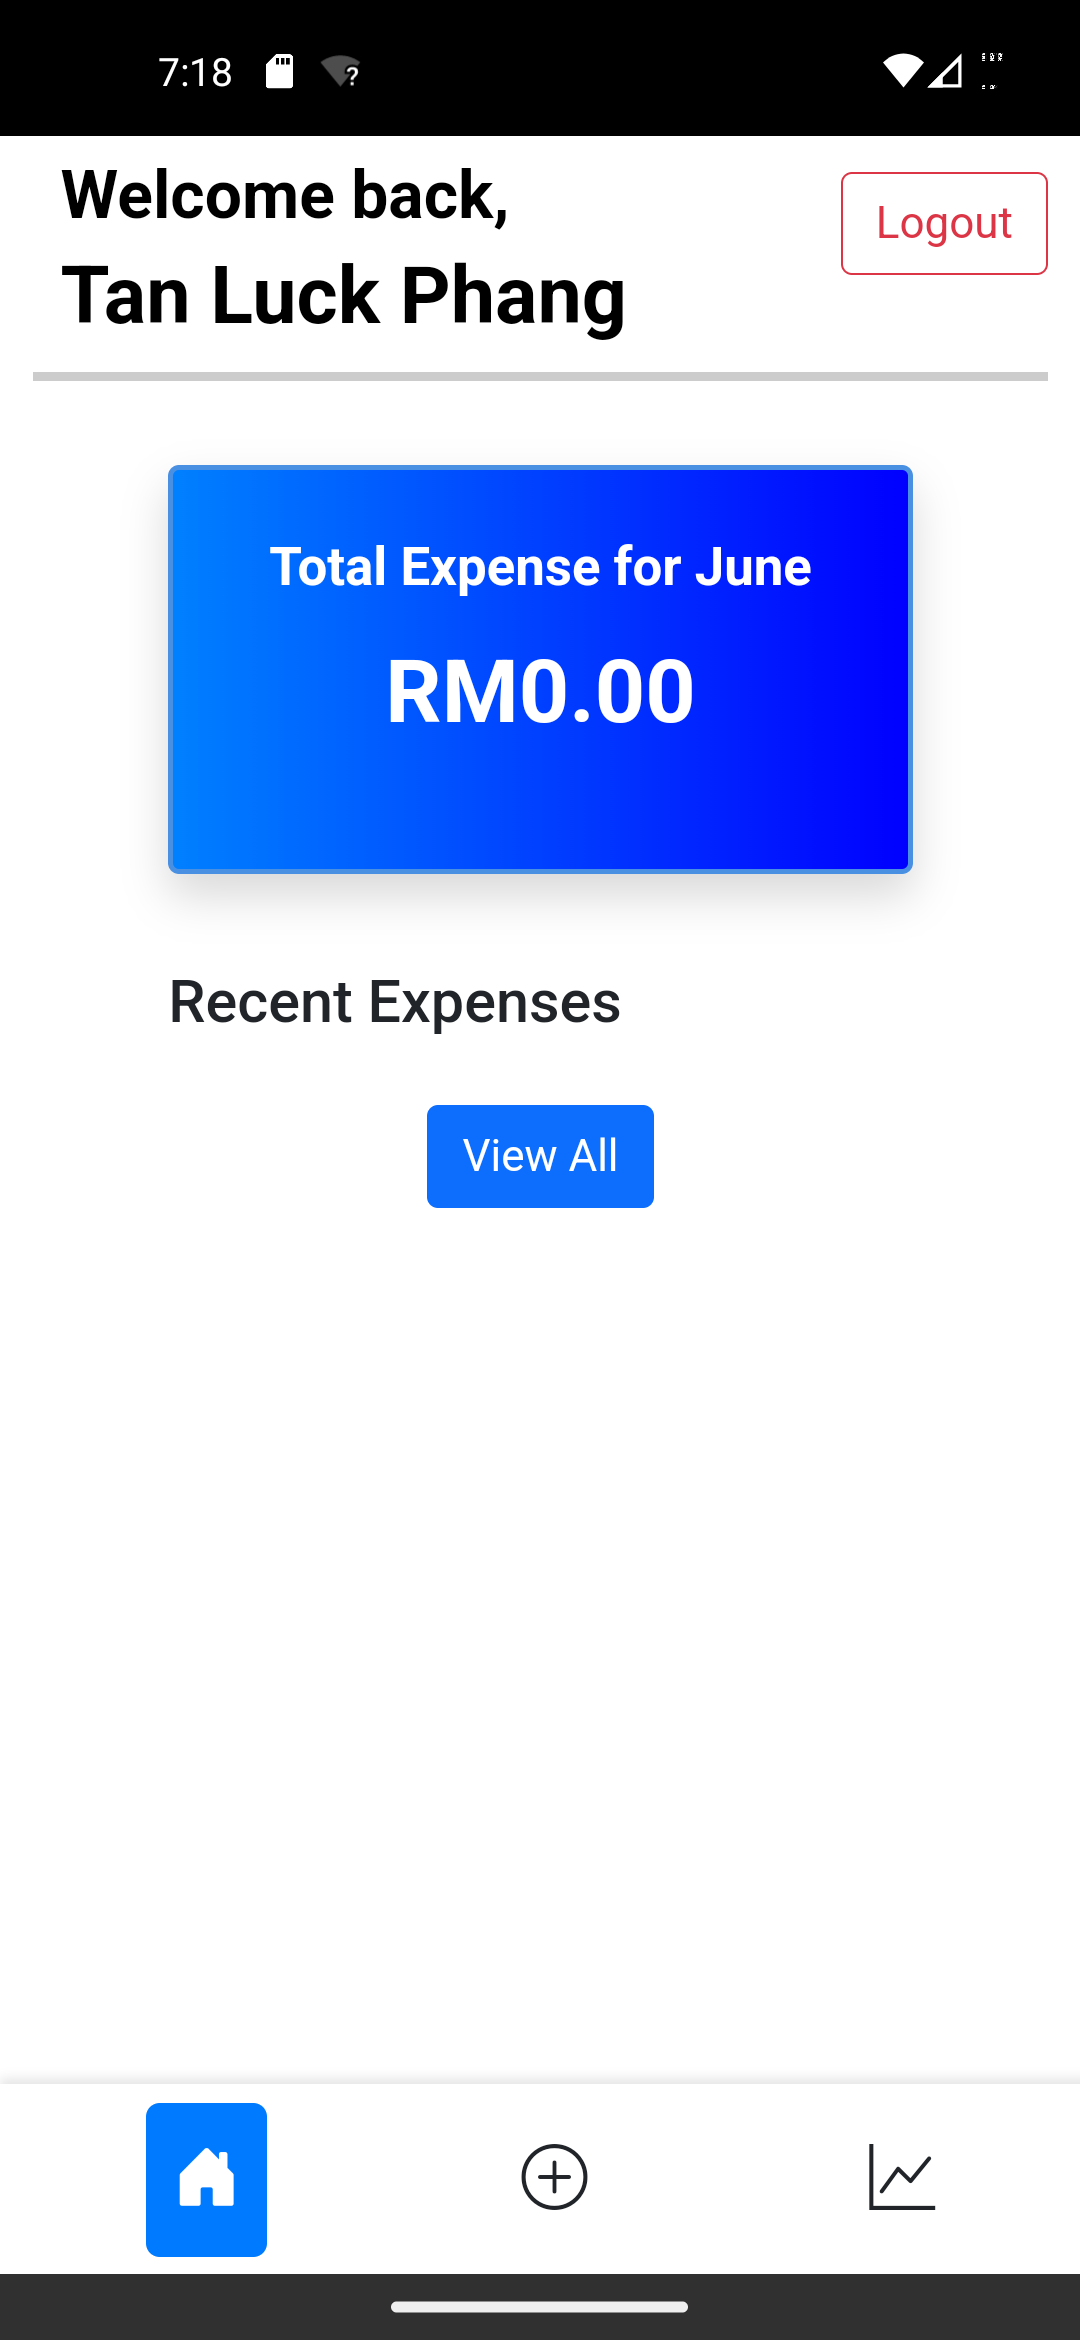 7:18
Welcome back,
Logout
Tan Luck Phang
Total Expense for June
RM0.00
Recent Expenses
View All